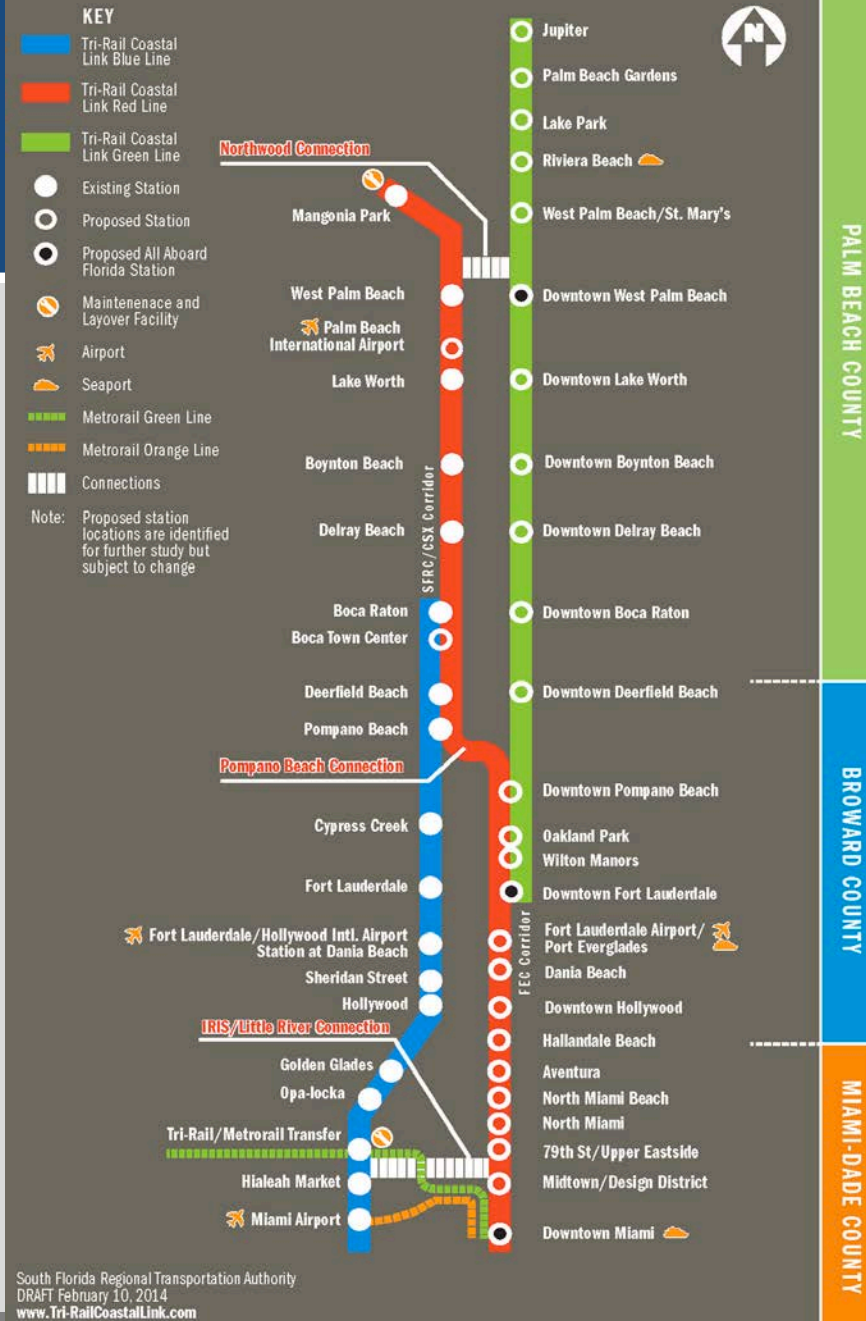 KEY
Tri-Rail Coastal
Link Blue Line
Tri-Rail Coastal
Link Red Line
Tri-Rail Coastal
Link Green Line
Existing Station
Proposed Station
Proposed All Aboard
Florida Station
Maintenenace and
Layover Facility
Airport
Seaport
Metrorail Green Line
Metrorail Orange Line
Connections
Note: Proposed station
locations are identified
for further study but
subject to change
N
Northwood Connection
Mangonia Park
West Palm Beach
Palm Beach
International Airport
Lake Worth
Boynton Beach
Delray Beach
SFRC/CSX Corridor
Boca Raton
Boca Town Center
Deerfield Beach
Pompano Beach
Pompano Beach Connection
Cypress Creek
Fort Lauderdale
Fort Lauderdale/Hollywood Intl. Airport
Station at Dania Beach
Sheridan Street
Hollywood
IRIS/Little River Connection
Golden Glades
Opa-locka
Tri-Rail/Metrorail Transfer
Hialeah Market
Miami Airport
Jupiter
Palm Beach Gardens
Lake Park
Riviera Beach
West Palm Beach/St. Mary's
Downtown West Palm Beach
Downtown Lake Worth
Downtown Boynton Beach
Downtown Delray Beach
Downtown Boca Raton
Downtown Deerfield Beach
Downtown Pompano Beach
Oakland Park
Wilton Manors
Downtown Fort Lauderdale
FEC Corridor
Fort Lauderdale Airport/
Port Everglades
Dania Beach
Downtown Hollywood
Hallandale Beach
Aventura
North Miami Beach
North Miami
79th St/Upper Eastside
Midtown/Design District
Downtown Miami
PALM BEACH COUNTY
BROWARD COUNTY
MIAMI-DADE COUNTY
South Florida Regional Transportation Authority
DRAFT February 10, 2014
www.Tri-RailCoastalLink.com